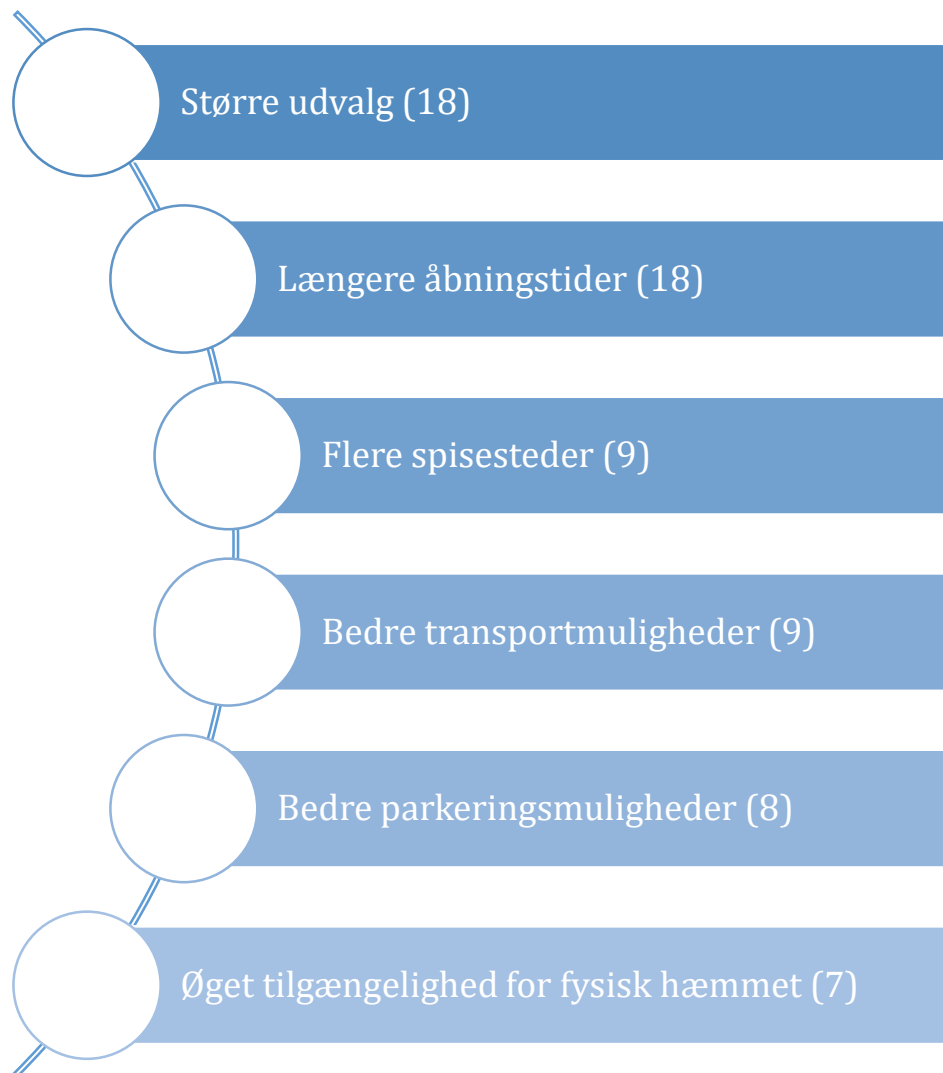 Større udvalg (18)
Længere åbningstider (18)
Flere spisesteder (9)
Bedre transportmuligheder (9)
Bedre parkeringsmuligheder (8)
Øget tilgængelighed for fysisk hæmmet (7)